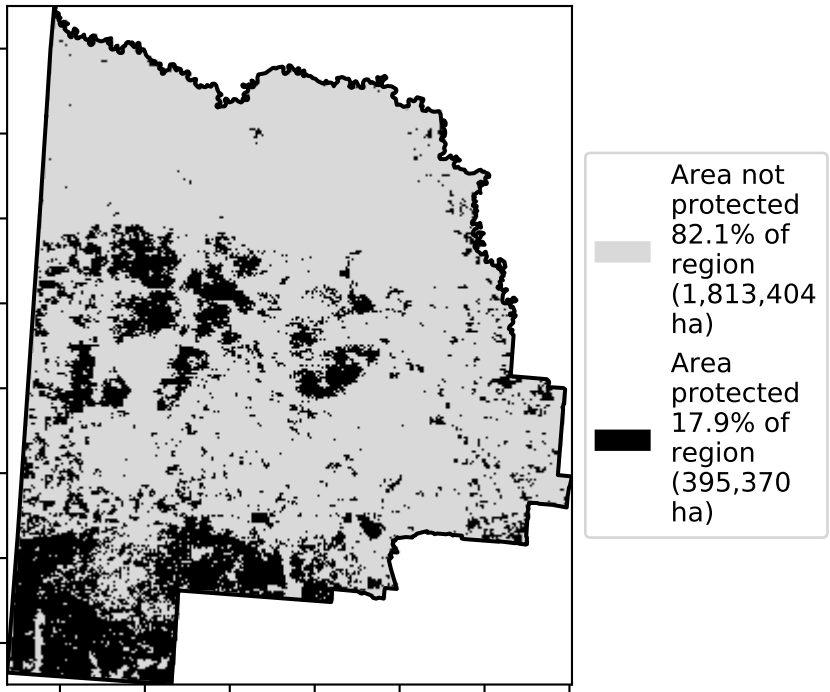 Area not
protected
82.1% of
region
(1,813,404
ha)
Area
protected
17.9% of
region
(395,370
ha)